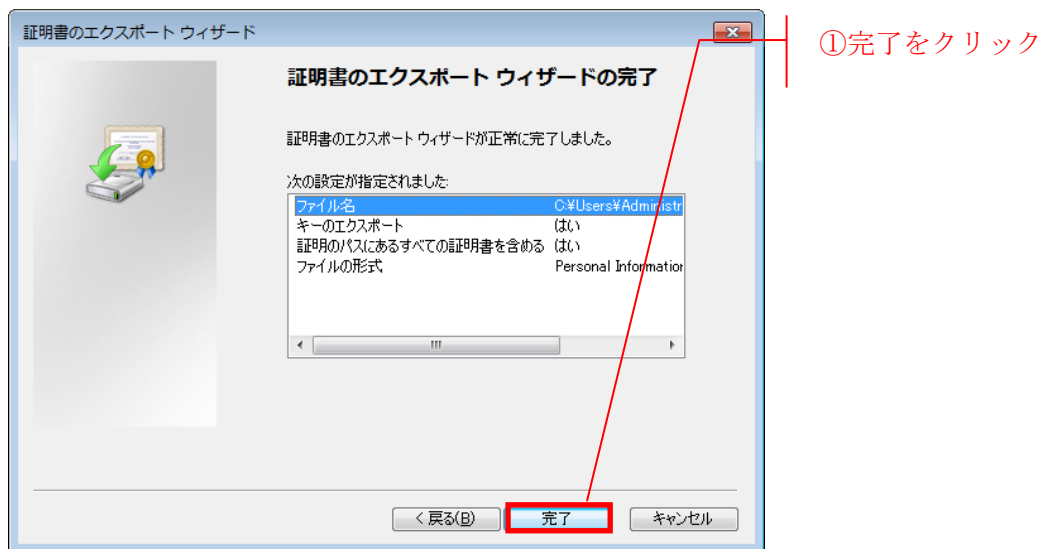 証明書のエクスポート ウィザード
①完了をクリック
証明書のエクスポート ウィザードの完了
証明書のエクスポート ウィザードが正常に完了しました。
次の設定が指定されました:
ファイル名 C:¥Users¥Administr
キーのエクスポート はい
証明のパスにあるすべての証明書を含める はい
ファイルの形式 Personal Information
< 戻る(B) 完了 キャンセル